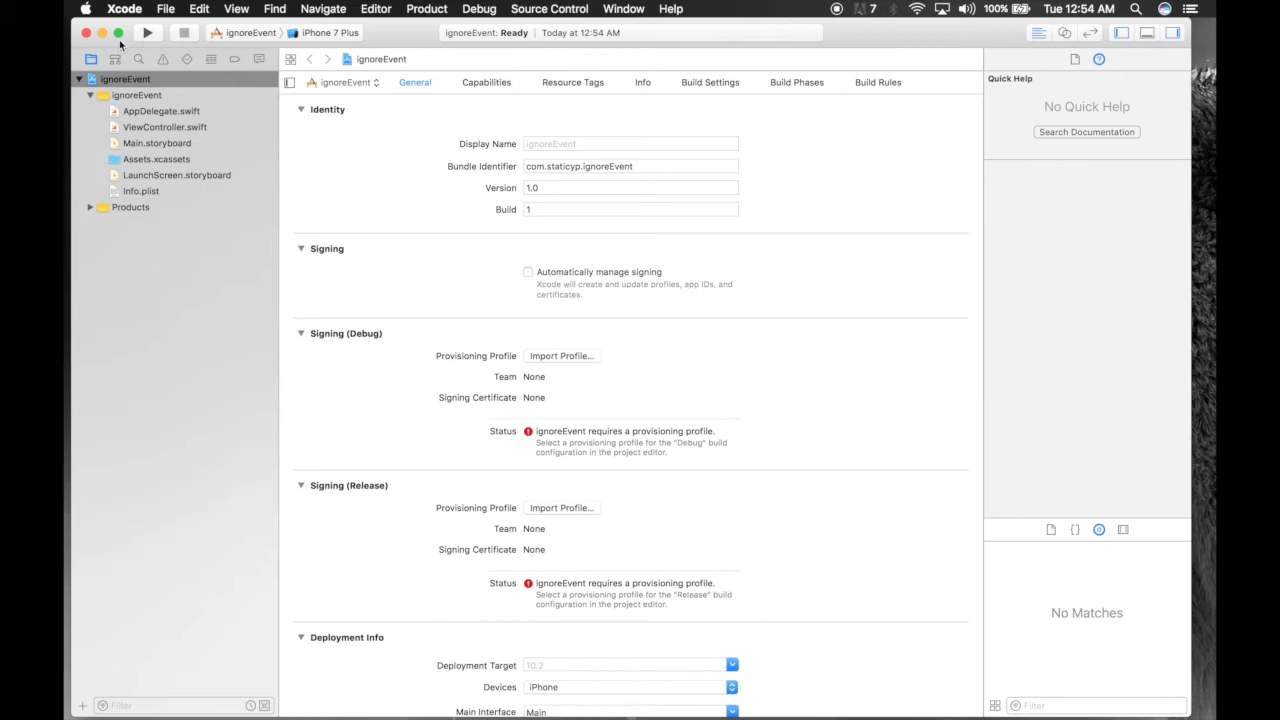 Xcode File Edit View Find Navigate Editor Product Debug Source Control Window Help 7 100% Tue 12:54 AM
ignoreEvent iPhone 7 Plus ignoreEvent: Ready Today at 12:54 AM
ignoreEvent
ignoreEvent General Capabilities Resource Tags Info Build Settings Build Phases Build Rules
ignoreEvent
ignoreEvent
AppDelegate.swift
ViewController.swift
Main.storyboard
Assets.xcassets
LaunchScreen.storyboard
Info.plist
Products
Filter
Identity
Display Name ignoreEvent
Bundle Identifier com.staticyp.ignoreEvent
Version 1.0
Build 1
Signing
Automatically manage signing
Xcode will create and update profiles, app IDs, and
certificates.
Signing (Debug)
Provisioning Profile Import Profile...
Team None
Signing Certificate None
Status ignoreEvent requires a provisioning profile.
Select a provisioning profile for the "Debug" build
configuration in the project editor.
Signing (Release)
Provisioning Profile Import Profile...
Team None
Signing Certificate None
Status ignoreEvent requires a provisioning profile.
Select a provisioning profile for the "Release" build
configuration in the project editor.
Deployment Info
Deployment Target 10.2
Devices iPhone
Main Interface Main
Quick Help
No Quick Help
Search Documentation
No Matches
Filter